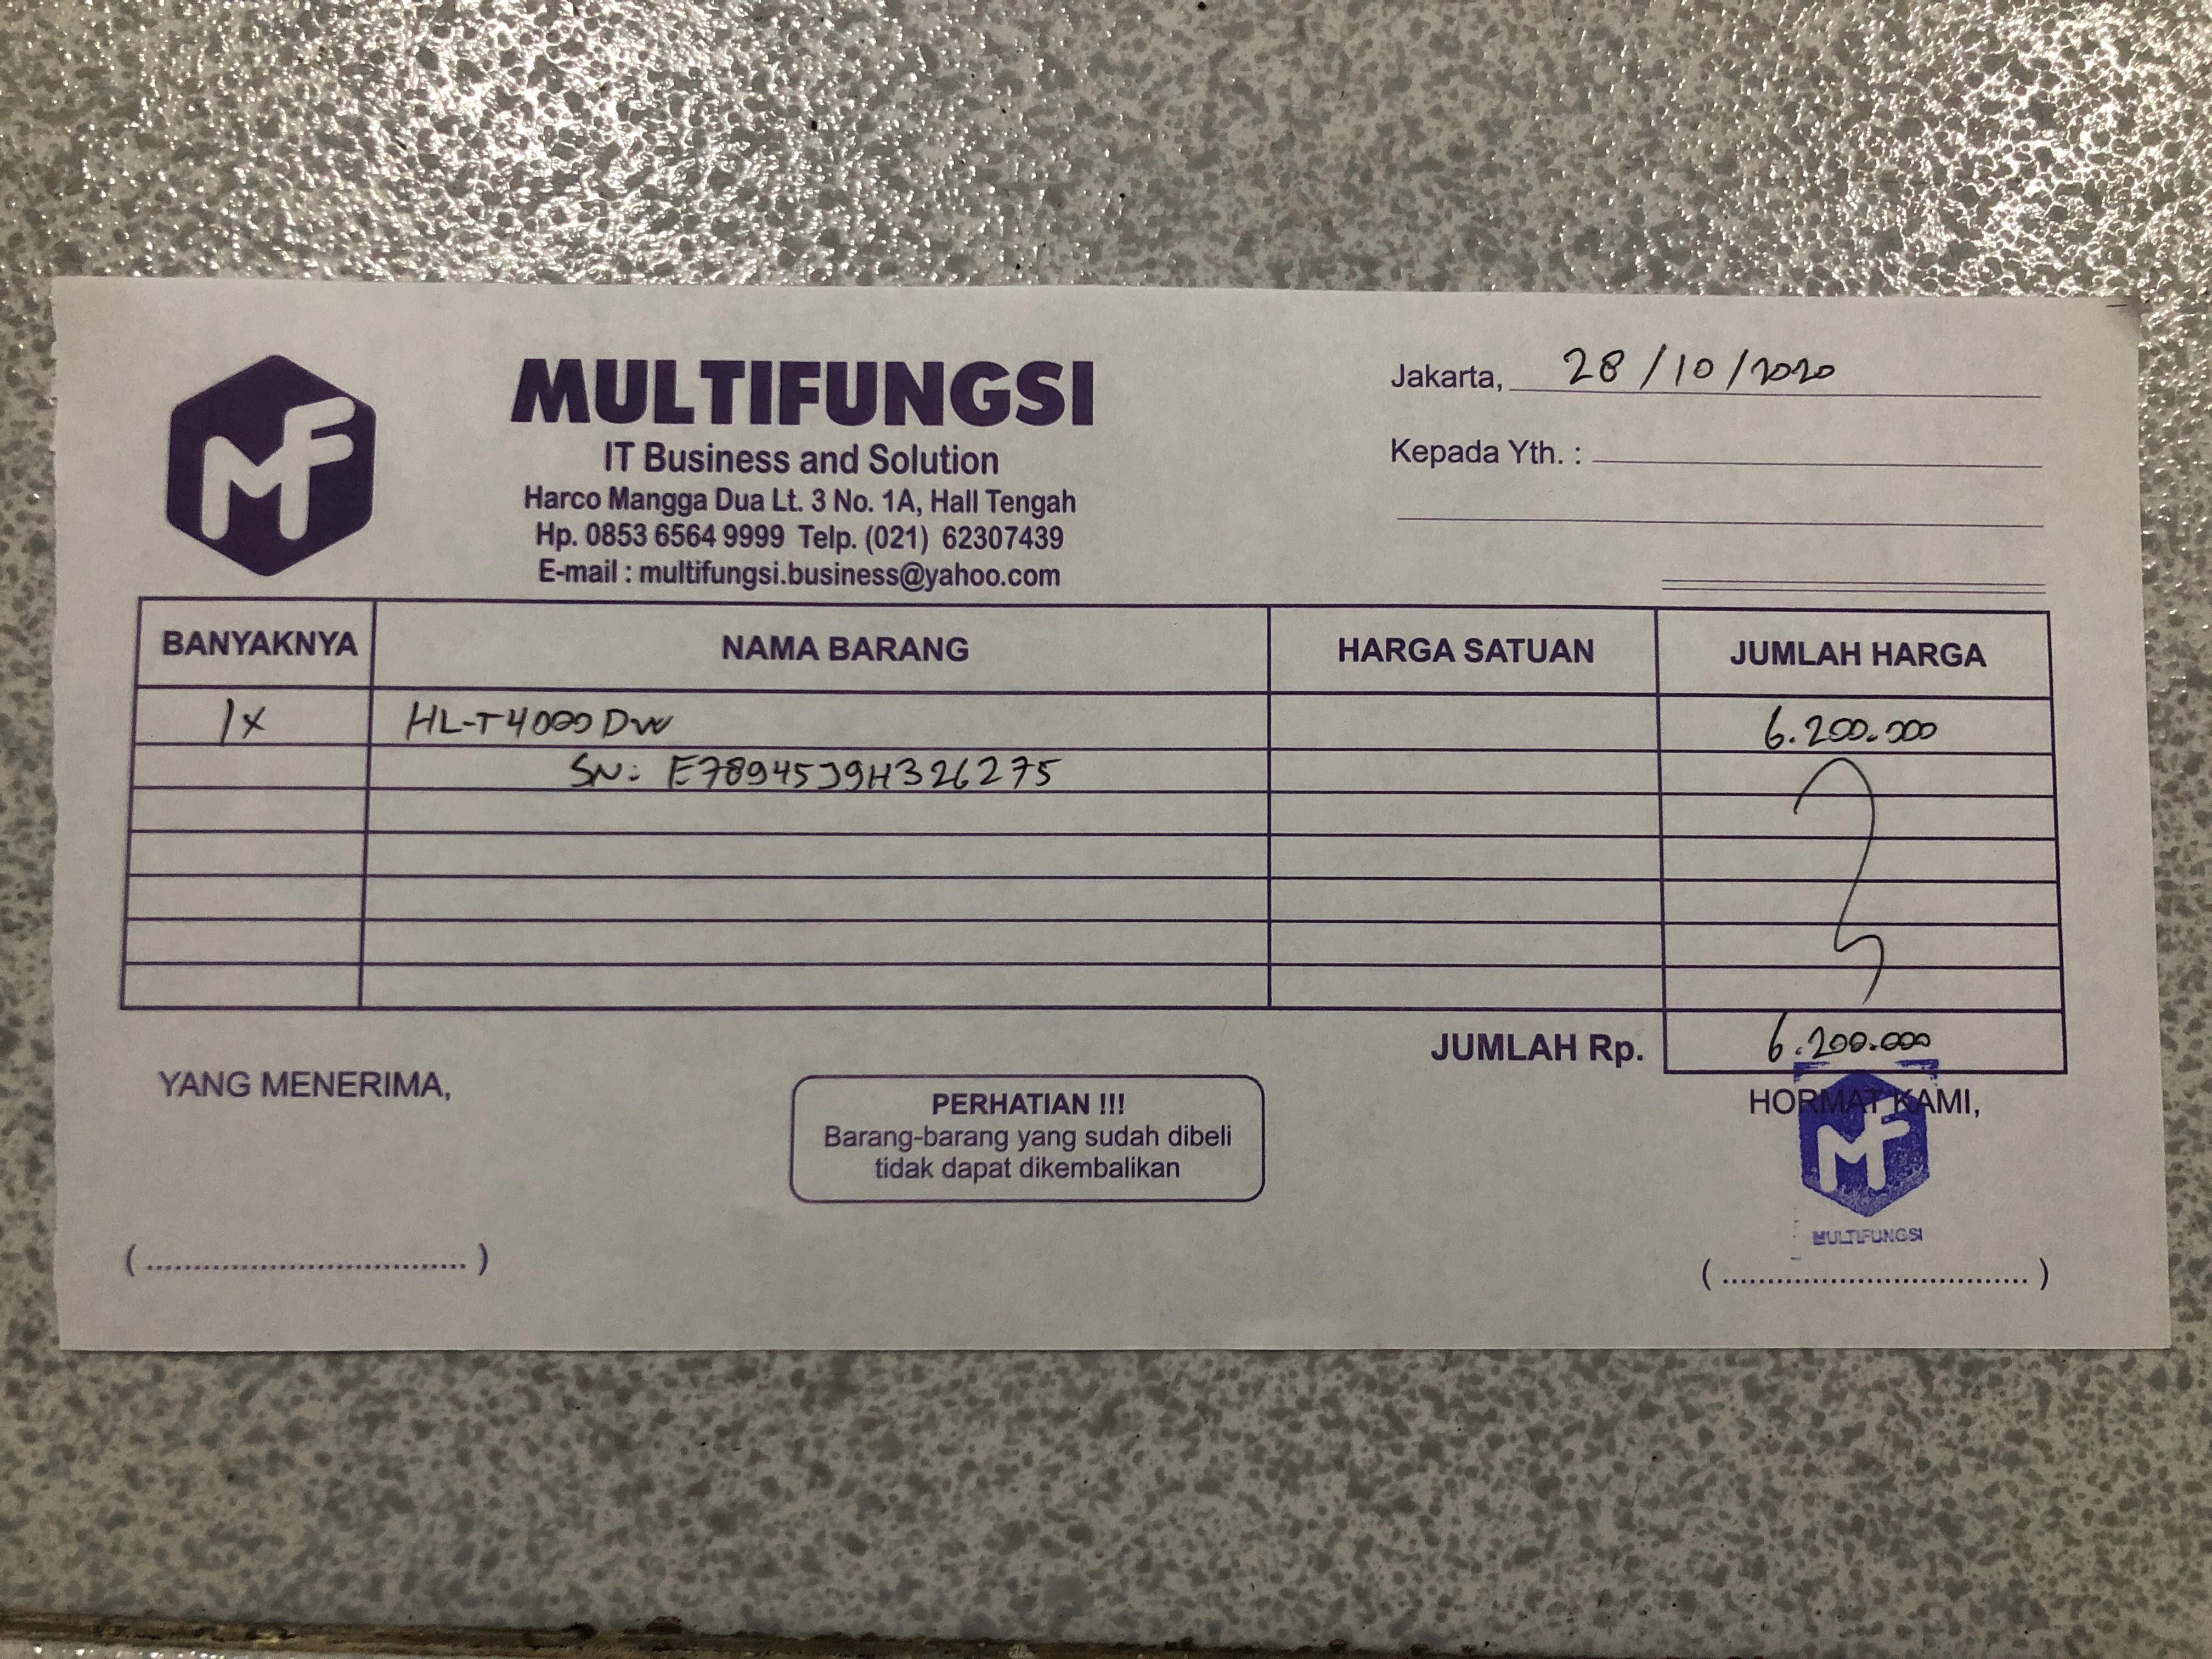 MF
MULTIFUNGSI
IT Business and Solution
Harco Mangga Dua Lt. 3 No. 1A, Hall Tengah
Hp. 0853 6564 9999 Telp. (021) 62307439
E-mail : multifungsi.business@yahoo.com
Jakarta, 28/10/2020
Kepada Yth. :
BANYAKNYA NAMA BARANG HARGA SATUAN JUMLAH HARGA
1x HL-T4000DW 6.200.000
SN: E78945J9H326275
JUMLAH Rp. 6.200.000
YANG MENERIMA,
PERHATIAN !!!
Barang-barang yang sudah dibeli
tidak dapat dikembalikan
HORMAT KAMI,
MF
MULTIFUNGSI
(....................................)
(....................................)